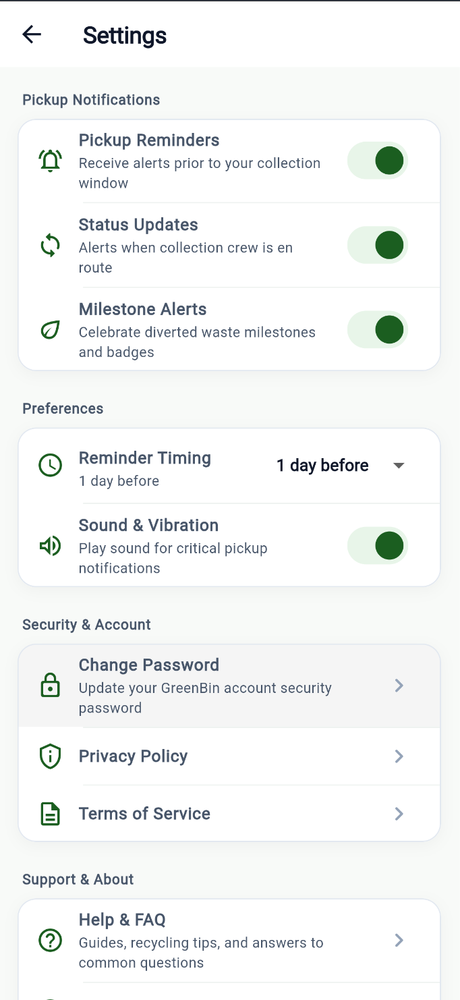 Settings
Pickup Notifications
Pickup Reminders
Receive alerts prior to your collection
window
Status Updates
Alerts when collection crew is en
route
Milestone Alerts
Celebrate diverted waste milestones
and badges
Preferences
Reminder Timing
1 day before
1 day before
Sound & Vibration
Play sound for critical pickup
notifications
Security & Account
Change Password
Update your GreenBin account security
password
Privacy Policy
Terms of Service
Support & About
Help & FAQ
Guides, recycling tips, and answers to
common questions